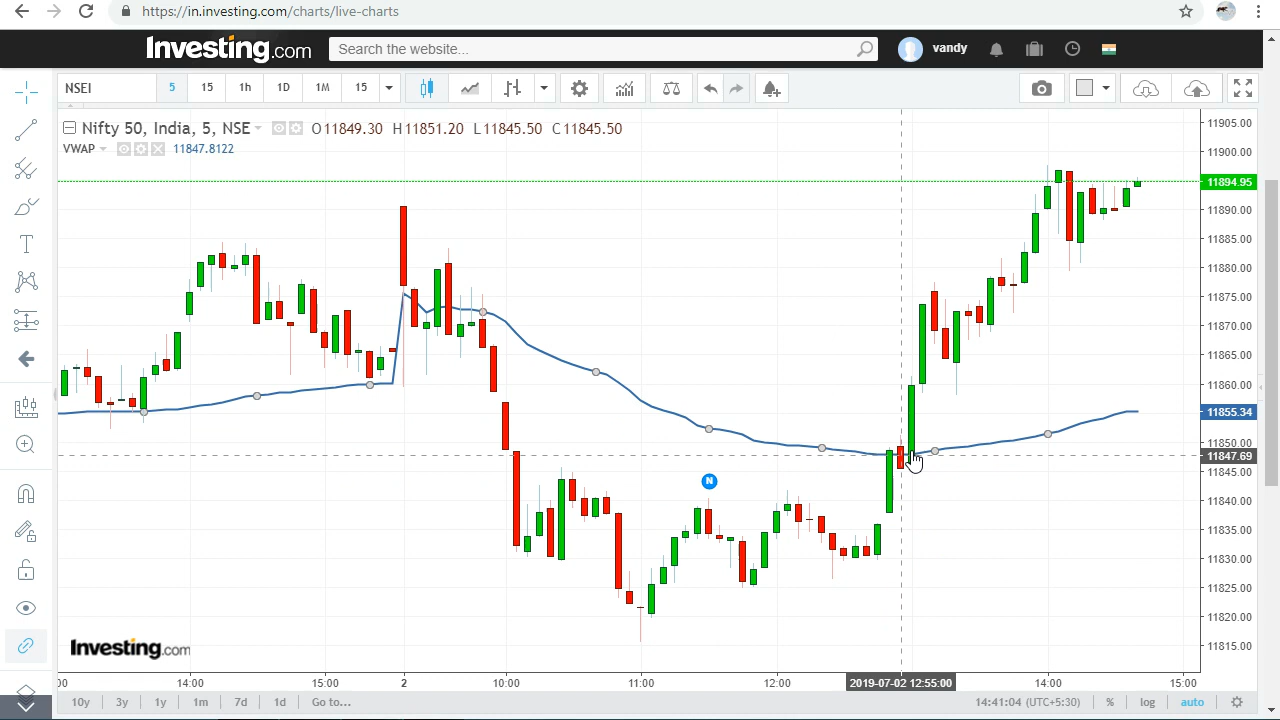 https://in.investing.com/charts/live-charts
Investing.com Search the website... vandy
NSEI 5 15 1h 1D 1M 15
Nifty 50, India, 5, NSE O11849.30 H11851.20 L11845.50 C11845.50
VWAP 11847.8122
11905.00
11900.00
11894.95
11890.00
11885.00
11880.00
11875.00
11870.00
11865.00
11860.00
11855.34
11850.00
11847.69
11845.00
11840.00
N
11835.00
11830.00
11825.00
11820.00
11815.00
Investing.com
14:00 15:00 2 10:00 11:00 12:00 2019-07-02 12:55:00 14:00 15:00
10y 3y 1y 1m 7d 1d Go to... 14:41:04 (UTC+5:30) % log auto